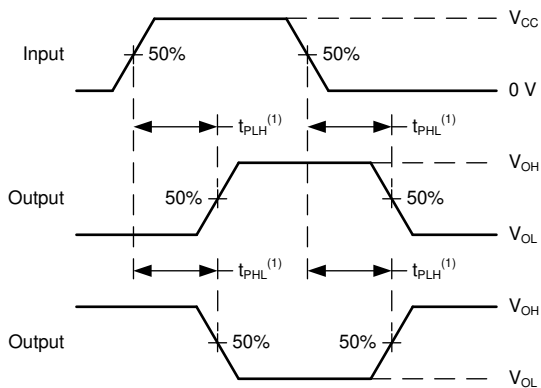 V_CC
Input 50% 50%
0 V
t_PLH^(1) t_PHL^(1)
V_OH
Output 50% 50%
V_OL
t_PHL^(1) t_PLH^(1)
V_OH
Output 50% 50%
V_OL